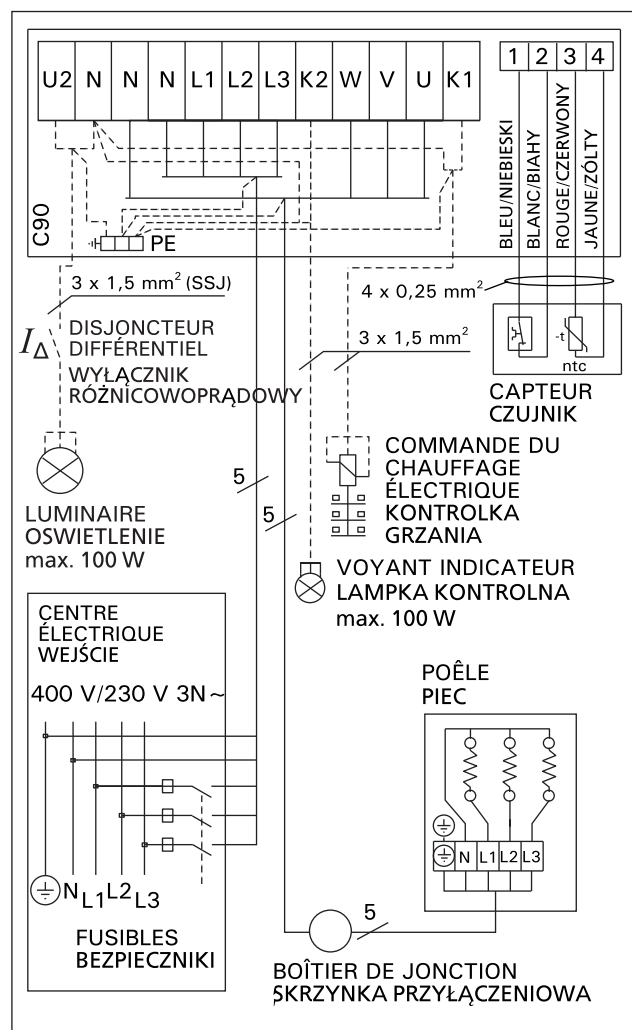 U2 N N N L1 L2 L3 K2 W V U K1
1 2 3 4
BLEU/NIEBIESKI
BLANC/BIAHY
ROUGE/CZERWONY
JAUNE/ZÓLTY
C90
PE
3 x 1,5 mm² (SSJ)
4 x 0,25 mm²
I∆
DISJONCTEUR
DIFFÉRENTIEL
WYŁĄCZNIK
RÓŻNICOWOPRĄDOWY
3 x 1,5 mm²
-t
ntc
CAPTEUR
CZUJNIK
LUMINAIRE
OSWIETLENIE
max. 100 W
5
5
COMMANDE DU
CHAUFFAGE
ÉLECTRIQUE
KONTROLKA
GRZANIA
VOYANT INDICATEUR
LAMPKA KONTROLNA
max. 100 W
CENTRE
ÉLECTRIQUE
WEJŚCIE
400 V/230 V 3N~
N L1 L2 L3
FUSIBLES
BEZPIECZNIKI
POÊLE
PIEC
N L1 L2 L3
5
BOÎTIER DE JONCTION
SKRZYNKA PRZYŁĄCZENIOWA